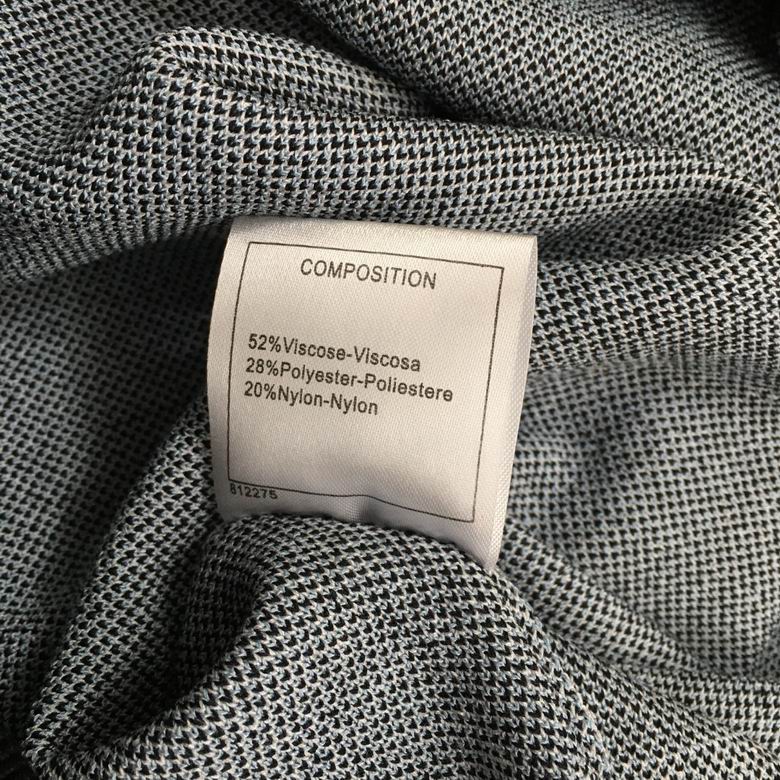 COMPOSITION
52%Viscose-Viscosa
28%Polyester-Poliestere
20%Nylon-Nylon
812275